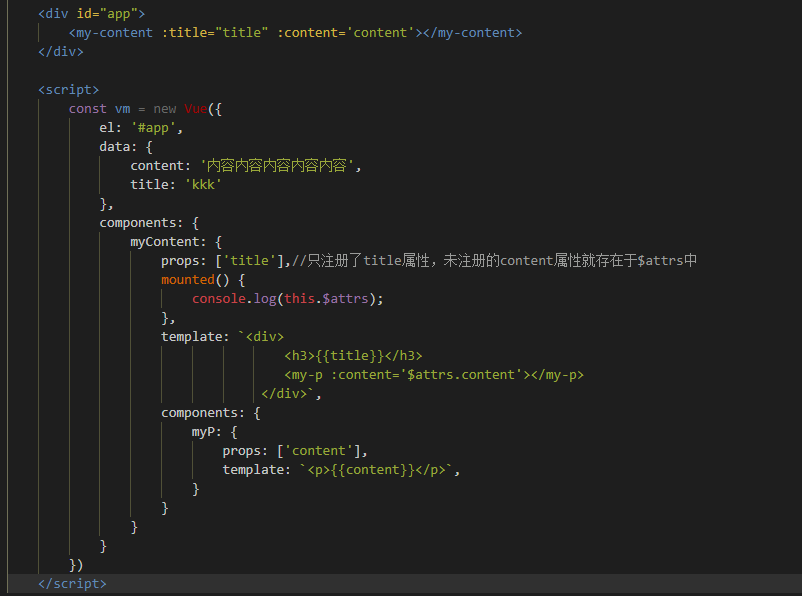 <div id="app">
    <my-content :title="title" :content='content'></my-content>
</div>

<script>
    const vm = new Vue({
        el: '#app',
        data: {
            content: '内容内容内容内容内容',
            title: 'kkk'
        },
        components: {
            myContent: {
                props: ['title'],//只注册了title属性，未注册的content属性就存在于$attrs中
                mounted() {
                    console.log(this.$attrs);
                },
                template: `<div>
                                <h3>{{title}}</h3>
                                <my-p :content='$attrs.content'></my-p>
                             </div>`,
                components: {
                    myP: {
                        props: ['content'],
                        template: `<p>{{content}}</p>`,
                    }
                }
            }
        }
    })
</script>